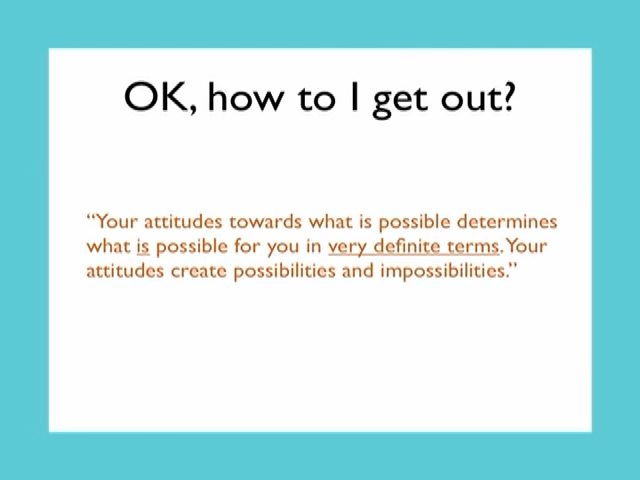 OK, how to I get out?
“Your attitudes towards what is possible determines
what is possible for you in very definite terms. Your
attitudes create possibilities and impossibilities.”